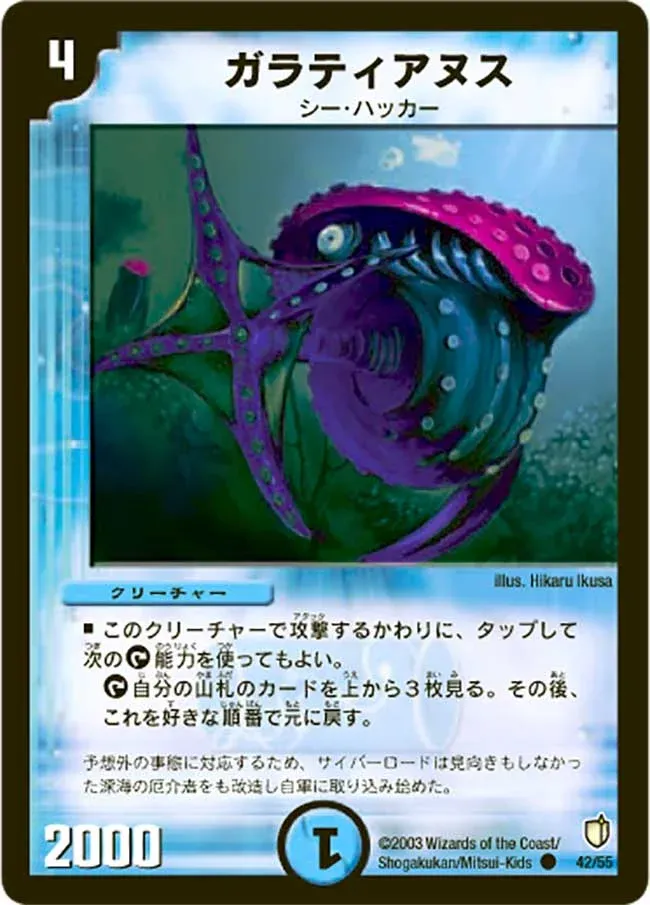 4
ガラティアヌス
シー・ハッカー
illus. Hikaru Ikusa
クリーチャー
■ このクリーチャーで攻撃するかわりに、タップして
次の 能力を使ってもよい。
自分の山札のカードを上から3枚見る。その後、
これを好きな順番で元に戻す。
予想外の事態に対応するため、サイバーロードは見向きもしなかっ
た深海の厄介者をも改造し自軍に取り込み始めた。
2000
1
©2003 Wizards of the Coast/
Shogakukan/Mitsui-Kids
42/55